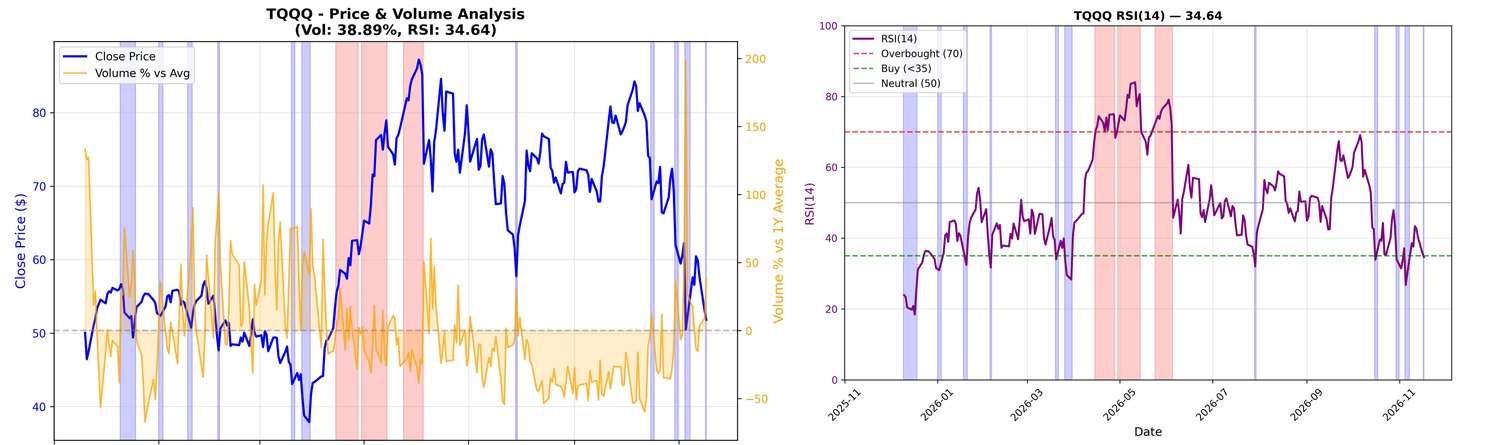 TQQQ - Price & Volume Analysis
(Vol: 38.89%, RSI: 34.64)
Close Price
Volume % vs Avg
Close Price ($)
80
70
60
50
40
200
150
100
50
0
−50
Volume % vs 1Y Average
TQQQ RSI(14) — 34.64
RSI(14)
Overbought (70)
Buy (<35)
Neutral (50)
RSI(14)
100
80
60
40
20
0
2025-11
2026-01
2026-03
2026-05
2026-07
2026-09
2026-11
Date